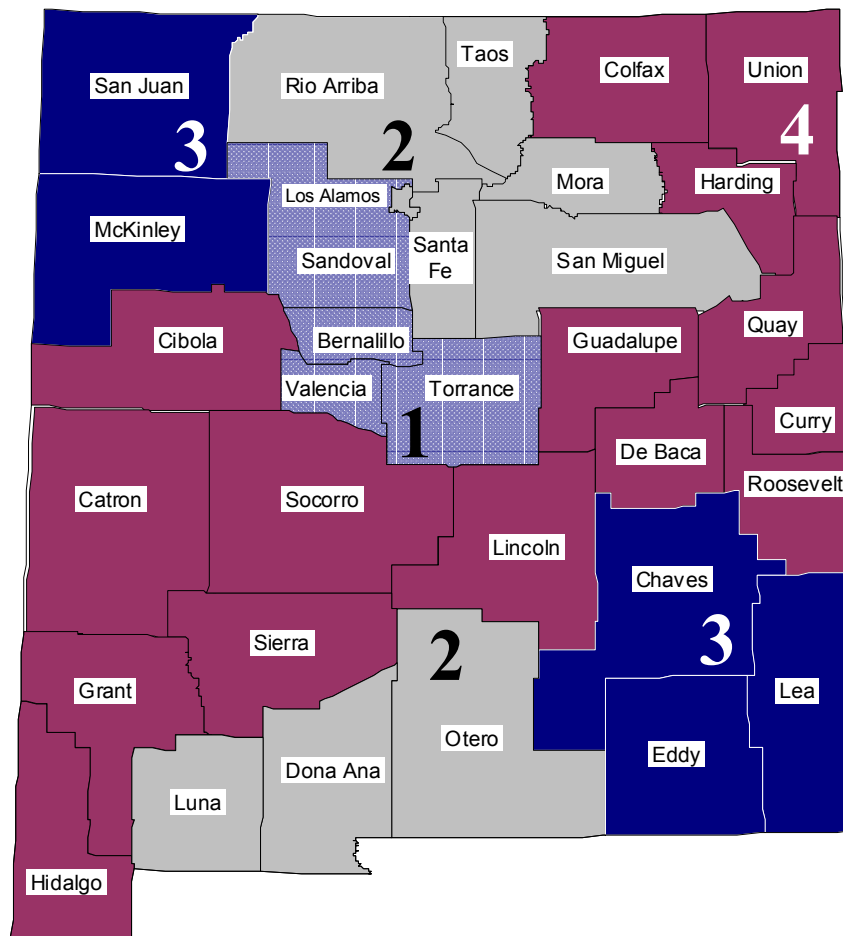 Taos
Colfax
Union
San Juan
Rio Arriba
3
2
4
Mora
Harding
Los Alamos
McKinley
Santa
Fe
Sandoval
San Miguel
Quay
Cibola
Bernalillo
Guadalupe
Valencia
Torrance
Curry
1
De Baca
Roosevelt
Catron
Socorro
Lincoln
Chaves
Sierra
2
3
Grant
Lea
Otero
Eddy
Dona Ana
Luna
Hidalgo